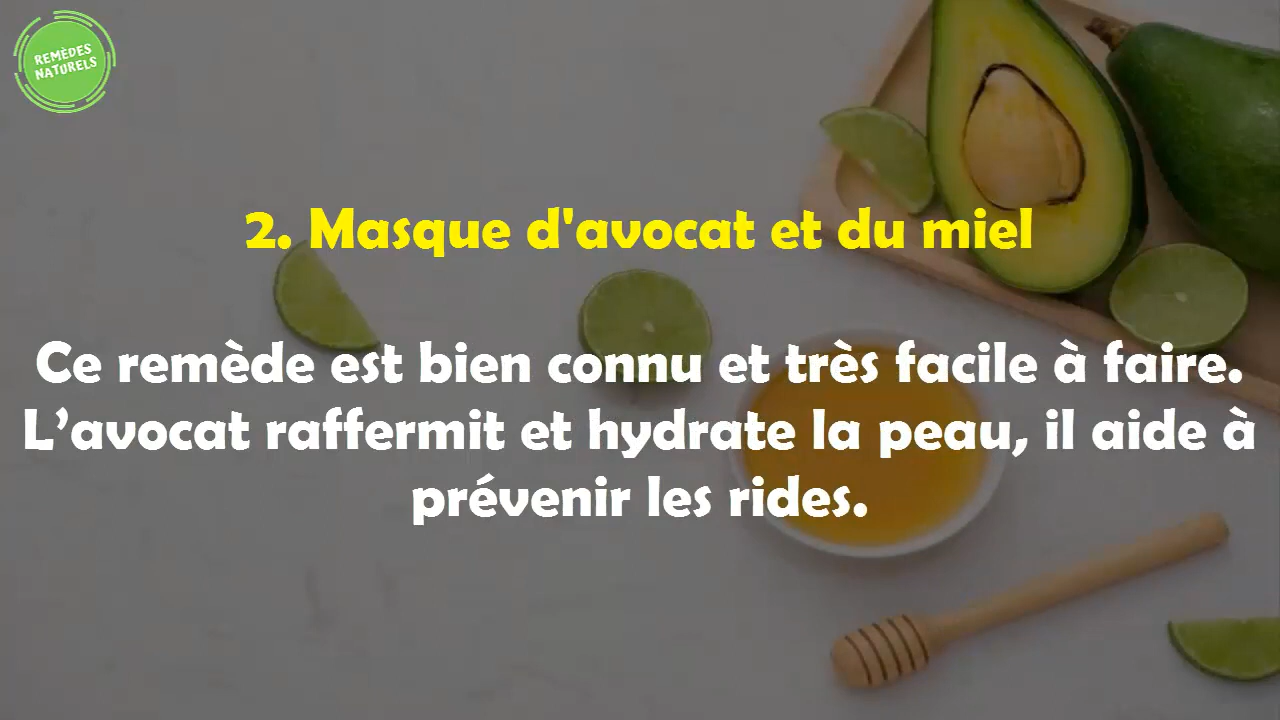 REMÈDES
NATURELS
2. Masque d'avocat et du miel
Ce remède est bien connu et très facile à faire.
L’avocat raffermit et hydrate la peau, il aide à
prévenir les rides.